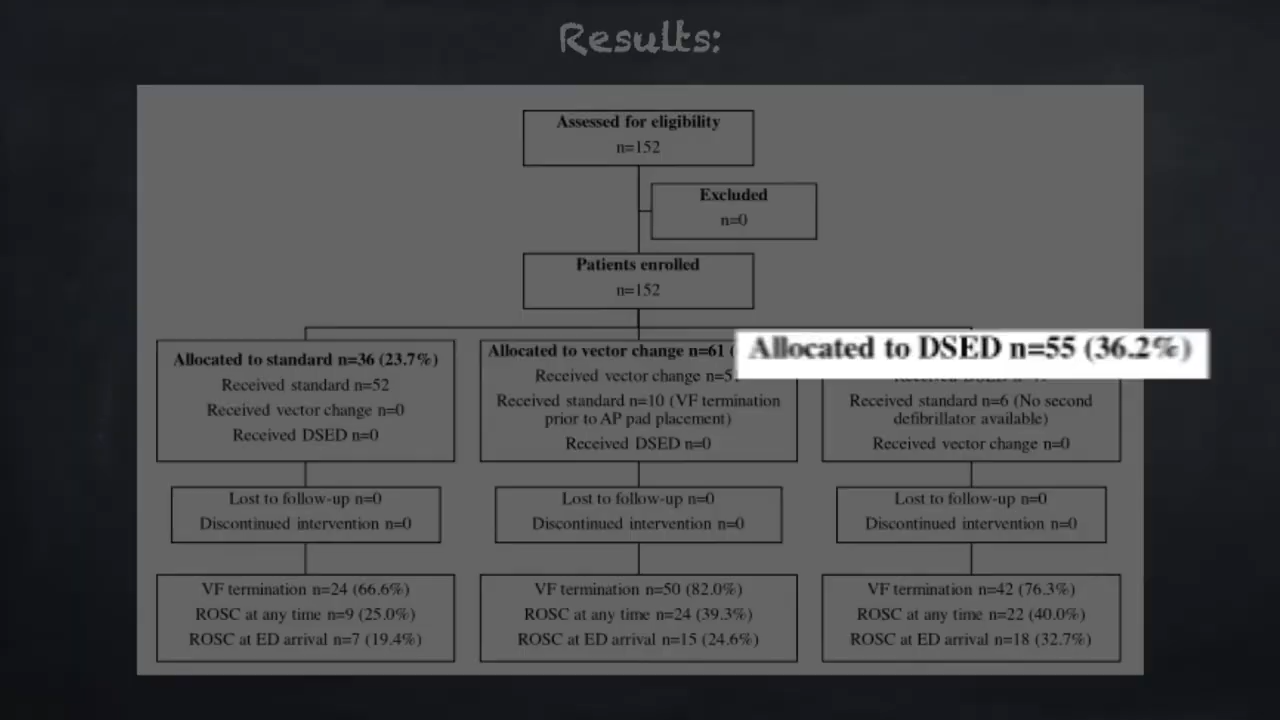 Results:
Assessed for eligibility
n=152
Excluded
n=0
Patients enrolled
n=152
Allocated to standard n=36 (23.7%)
Received standard n=52
Received vector change n=0
Received DSED n=0
Allocated to vector change n=61
Received vector change
Received standard n=10 (VF termination
prior to AP pad placement)
Received DSED n=0
Allocated to DSED n=55 (36.2%)
Received DSED
Received standard n=6 (No second
defibrillator available)
Received vector change n=0
Lost to follow-up n=0
Discontinued intervention n=0
Lost to follow-up n=0
Discontinued intervention n=0
Lost to follow-up n=0
Discontinued intervention n=0
VF termination n=24 (66.6%)
ROSC at any time n=9 (25.0%)
ROSC at ED arrival n=7 (19.4%)
VF termination n=50 (82.0%)
ROSC at any time n=24 (39.3%)
ROSC at ED arrival n=15 (24.6%)
VF termination n=42 (76.3%)
ROSC at any time n=22 (40.0%)
ROSC at ED arrival n=18 (32.7%)